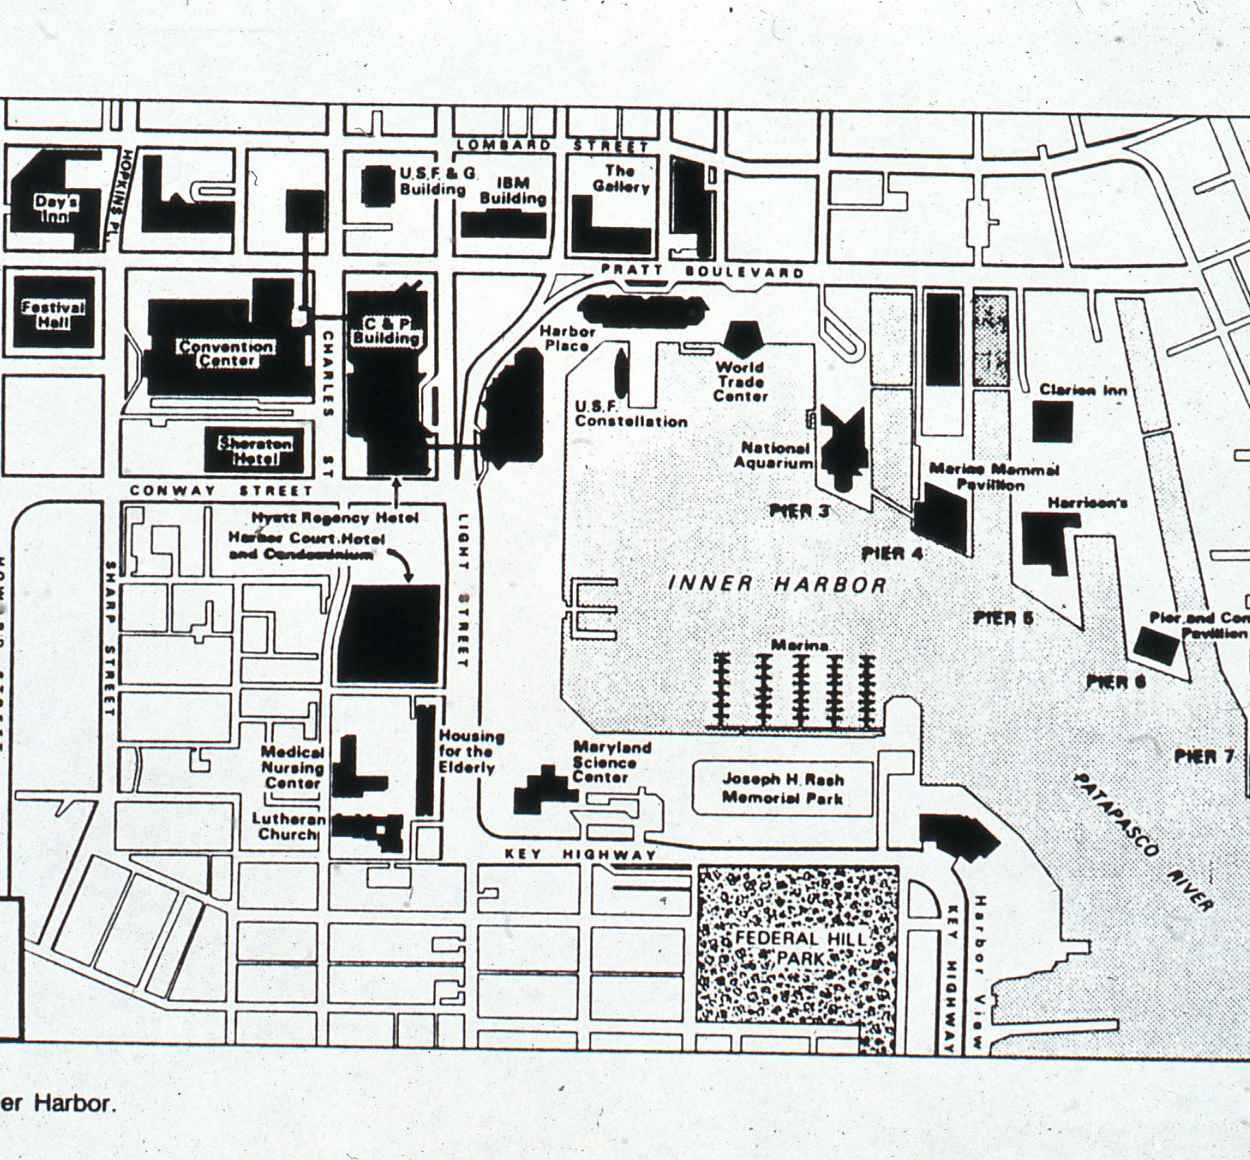 LOMBARD STREET
HOPKINS PL.
Day's
Inn
U.S.F. & G.
Building
IBM
Building
The
Gallery
PRATT BOULEVARD
Festival
Hall
Convention
Center
CHARLES ST
C & P
Building
Harbor
Place
World
Trade
Center
U.S.F.
Constellation
Clarion Inn
Sheraton
Hotel
National
Aquarium
Marine Mammal
Pavillion
CONWAY STREET
Harrison's
PIER 3
Hyatt Regency Hotel
Harbor Court Hotel
and Condominium
PIER 4
LIGHT STREET
INNER HARBOR
SHARP STREET
HOWARD STREET
PIER 5
Pier and Con
Pavillion
Marina
PIER 6
Housing
for the
Elderly
Medical
Nursing
Center
Maryland
Science
Center
PIER 7
Joseph H. Rash
Memorial Park
PATAPASCO RIVER
Lutheran
Church
KEY HIGHWAY
FEDERAL HILL
PARK
KEY HIGHWAY
Harbor View
er Harbor.